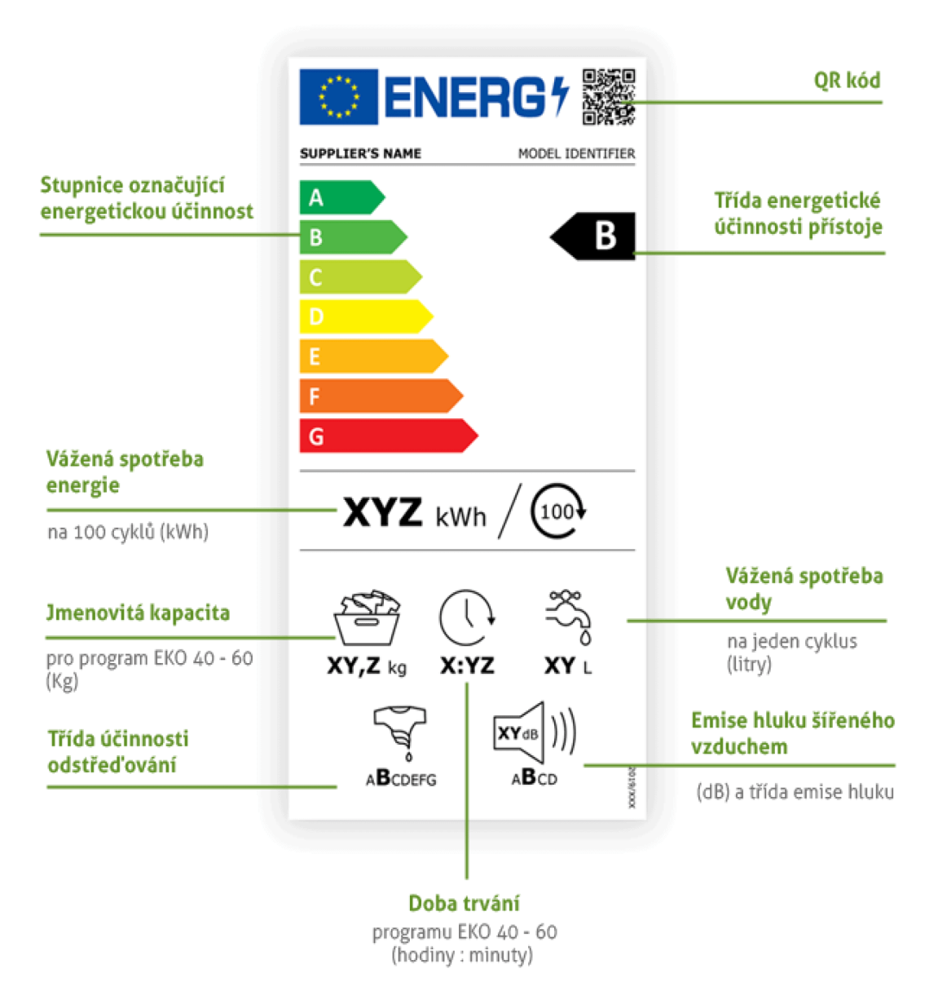 ENERG
QR kód
SUPPLIER'S NAME
MODEL IDENTIFIER
Stupnice označující
energetickou účinnost
A
B
C
D
E
F
G
B
Třída energetické
účinnosti přístoje
Vážená spotřeba
energie
na 100 cyklů (kWh)
XYZ kWh / 100
Jmenovitá kapacita
pro program EKO 40 - 60
(Kg)
XY,Z kg
X:YZ
XY L
Vážená spotřeba
vody
na jeden cyklus
(litry)
Třída účinnosti
odstřeďování
ABCDEFG
XY dB
ABCD
Emise hluku šířeného
vzduchem
(dB) a třída emise hluku
2019/XXX
Doba trvání
programu EKO 40 - 60
(hodiny : minuty)